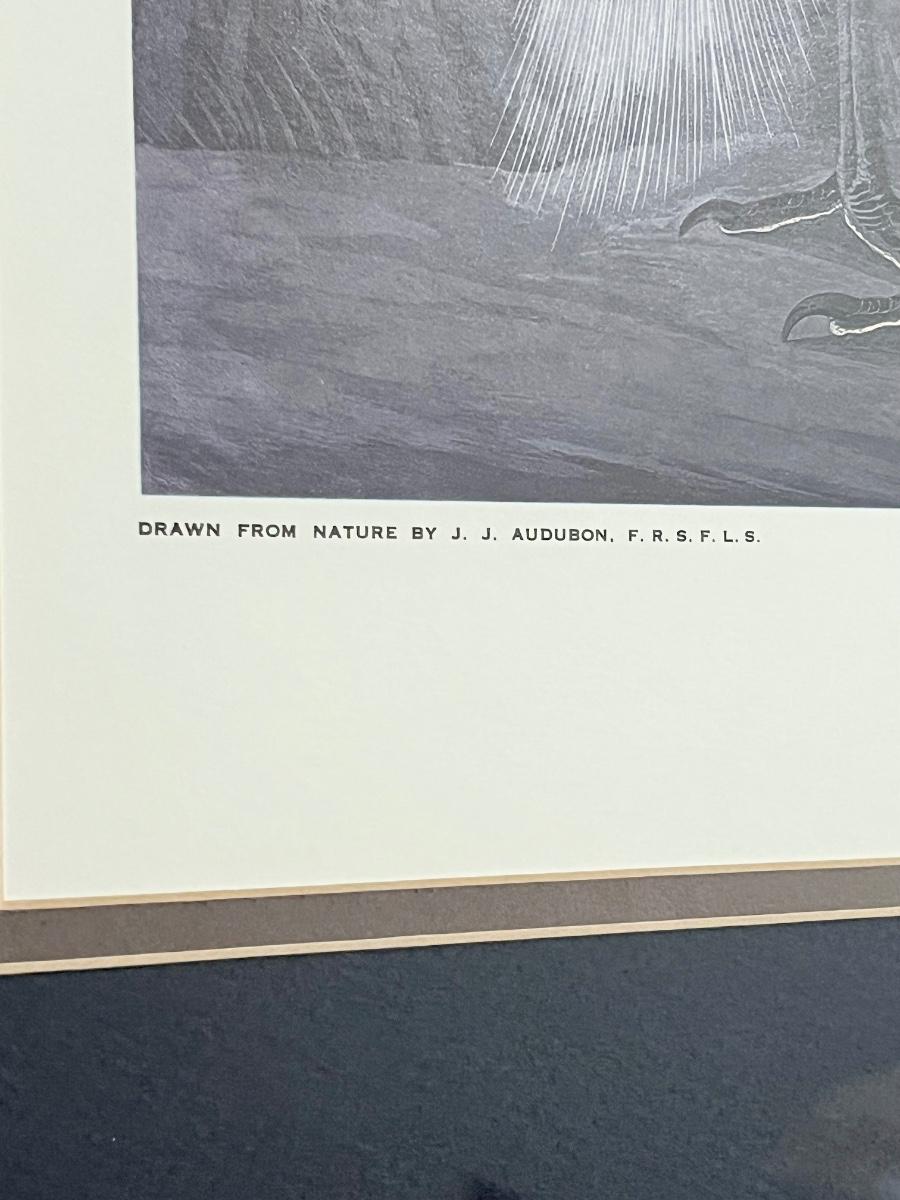 DRAWN FROM NATURE BY J. J. AUDUBON, F. R. S. F. L. S.